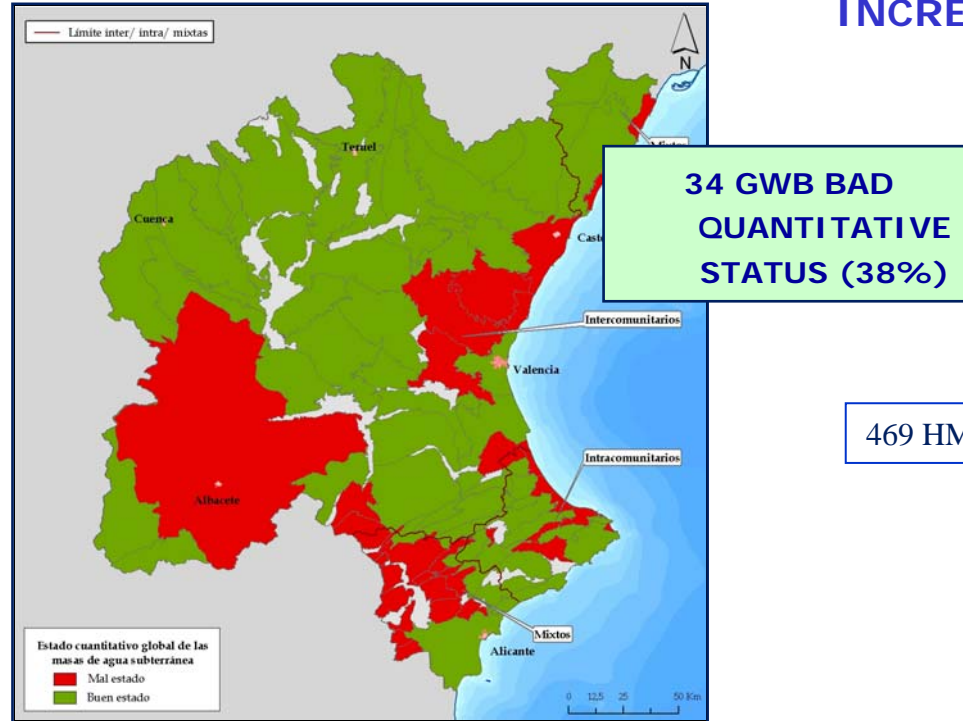 INCRE
Límite inter/ intra/ mixtas
N
Teruel
Cuenca
34 GWB BAD
QUANTITATIVE
STATUS (38%)
Intercomunitarios
Valencia
469 HM
Intracomunitarios
Albacete
Mixtos
Alicante
Estado cuantitativo global de las
masas de agua subterránea
Mal estado
Buen estado
0 12,5 25 50 Km